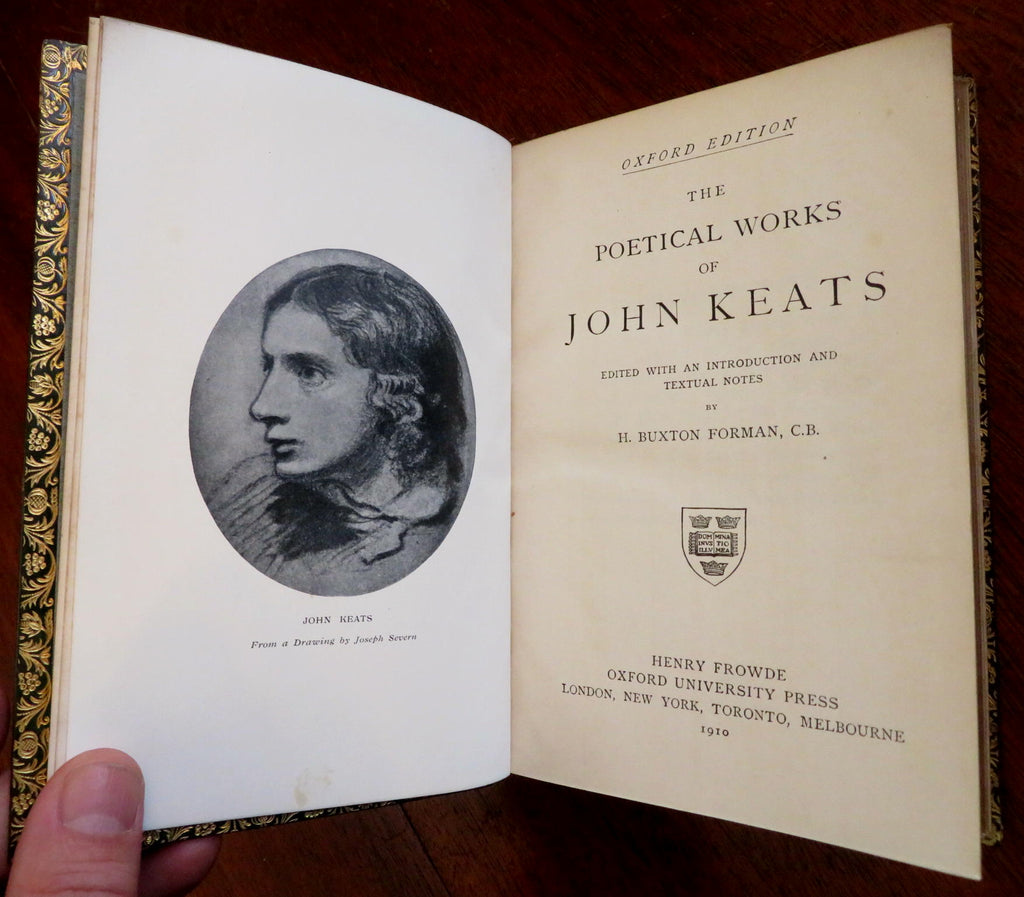 JOHN KEATS
From a Drawing by Joseph Severn
OXFORD EDITION
THE
POETICAL WORKS
OF
JOHN KEATS
EDITED WITH AN INTRODUCTION AND
TEXTUAL NOTES
BY
H. BUXTON FORMAN, C.B.
DOM MINA
INVS TIO
ILLV MEA
HENRY FROWDE
OXFORD UNIVERSITY PRESS
LONDON, NEW YORK, TORONTO, MELBOURNE
1910